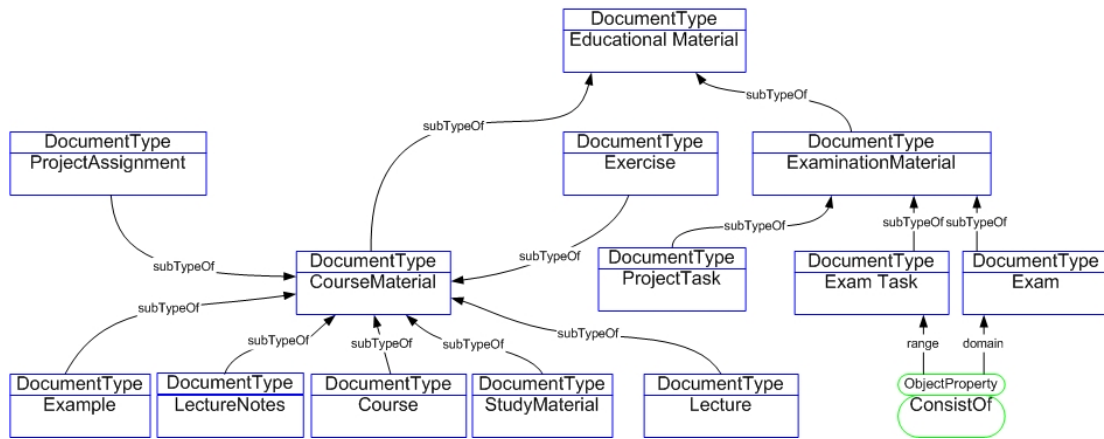 DocumentType
Educational Material
subTypeOf
subTypeOf
DocumentType
ProjectAssignment
DocumentType
Exercise
DocumentType
ExaminationMaterial
subTypeOf
subTypeOf
subTypeOf
subTypeOf
subTypeOf
DocumentType
CourseMaterial
DocumentType
ProjectTask
DocumentType
Exam Task
DocumentType
Exam
subTypeOf
subTypeOf
subTypeOf
subTypeOf
subTypeOf
range
domain
DocumentType
Example
DocumentType
LectureNotes
DocumentType
Course
DocumentType
StudyMaterial
DocumentType
Lecture
ObjectProperty
ConsistOf